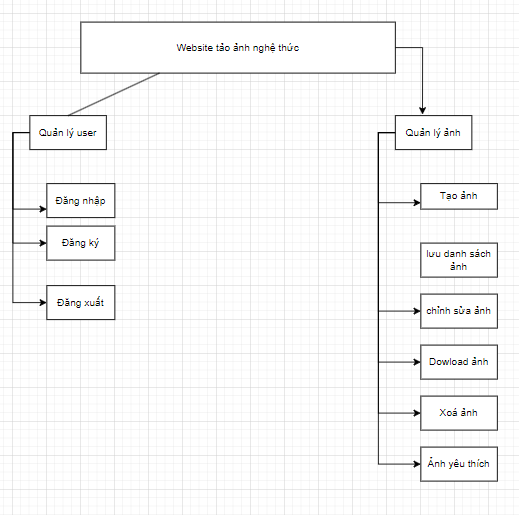 Website tảo ảnh nghệ thức
Quản lý user
Quản lý ảnh
Đăng nhập
Đăng ký
Đăng xuất
Tạo ảnh
lưu danh sách
ảnh
chỉnh sửa ảnh
Dowload ảnh
Xoá ảnh
Ảnh yêu thích